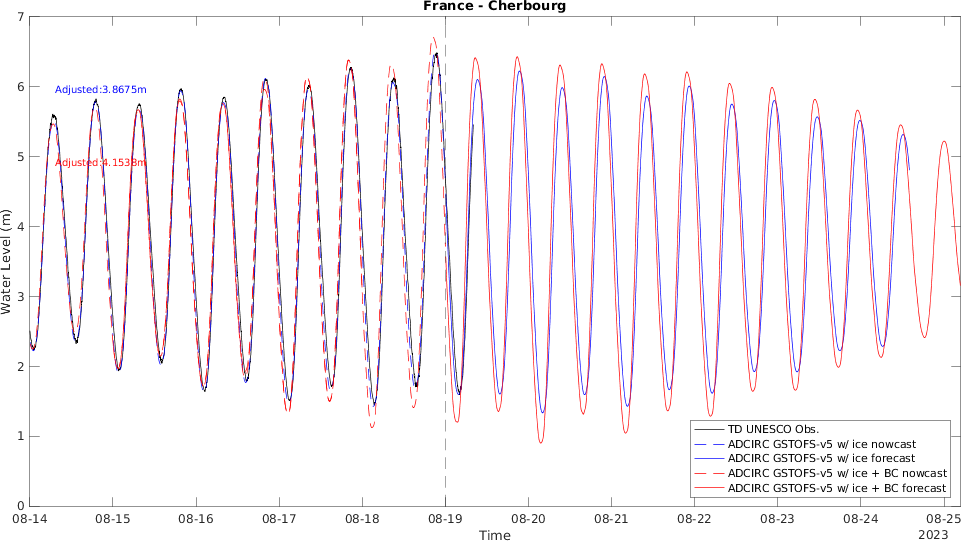 France - Cherbourg
7
6
5
4
3
2
1
0
Water Level (m)
Adjusted:3.8675m
Adjusted:4.1538m
TD UNESCO Obs.
ADCIRC GSTOFS-v5 w/ ice nowcast
ADCIRC GSTOFS-v5 w/ ice forecast
ADCIRC GSTOFS-v5 w/ ice + BC nowcast
ADCIRC GSTOFS-v5 w/ ice + BC forecast
08-14 08-15 08-16 08-17 08-18 08-19 08-20 08-21 08-22 08-23 08-24 08-25
Time
2023